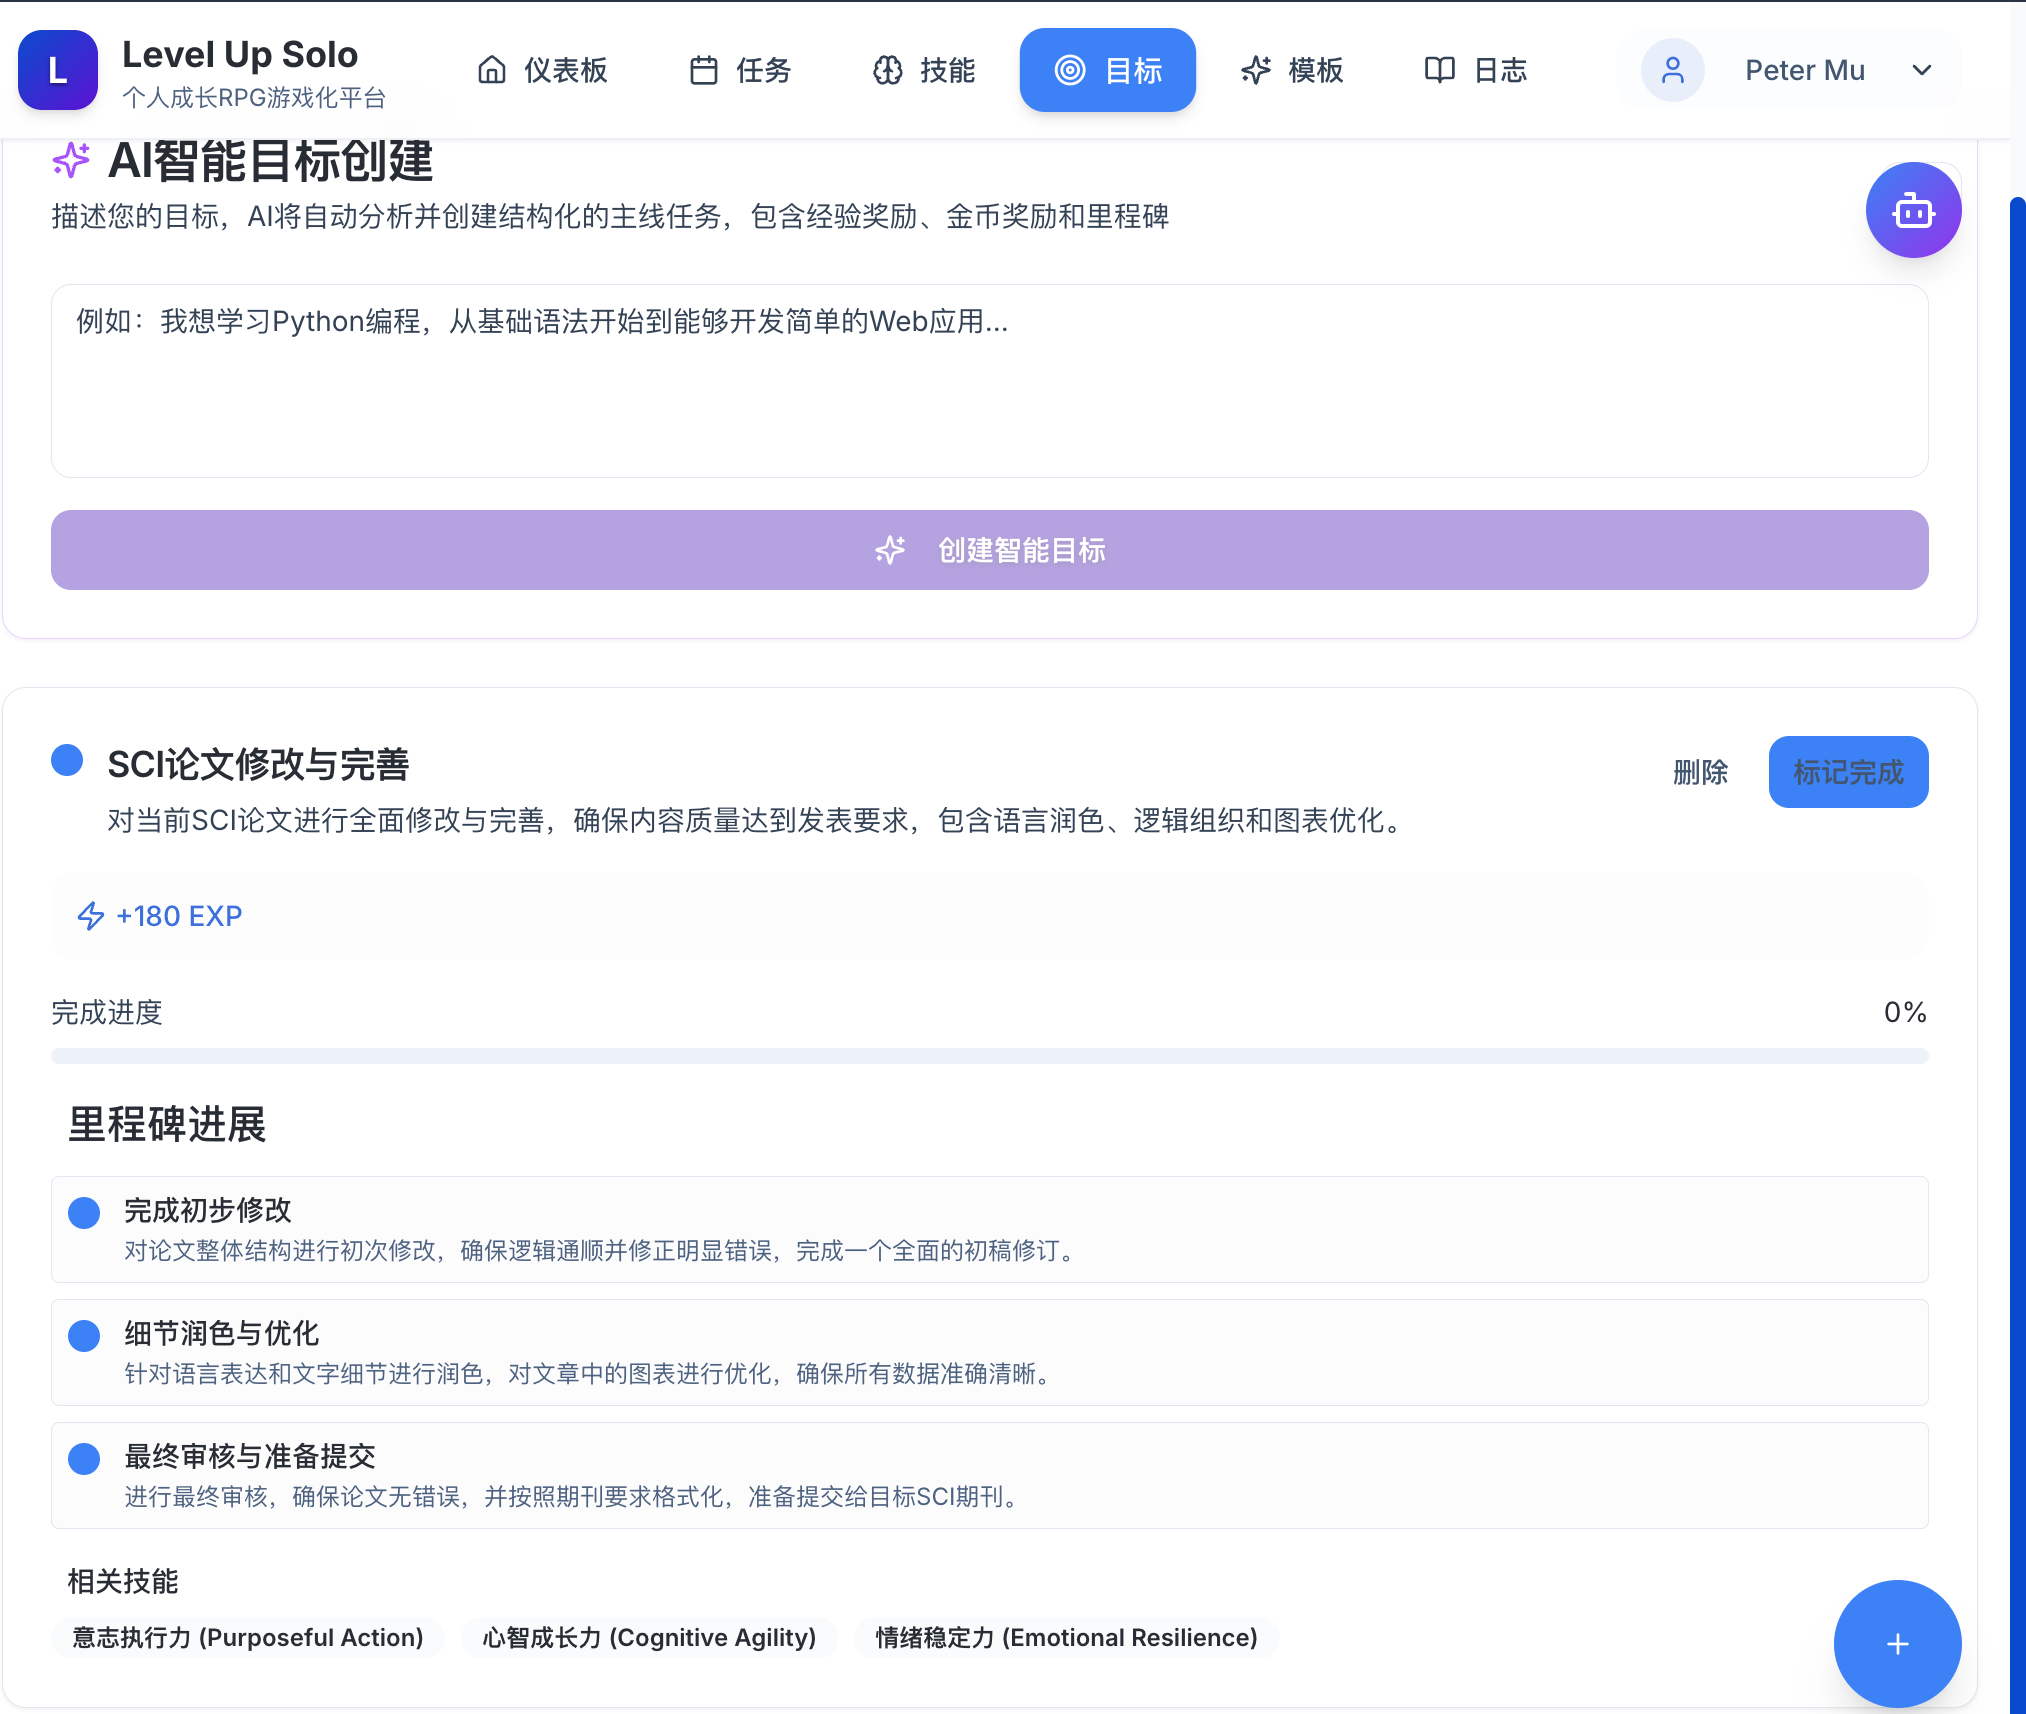 L
Level Up Solo
个人成长RPG游戏化平台
仪表板
任务
技能
目标
模板
日志
Peter Mu
AI智能目标创建
描述您的目标，AI将自动分析并创建结构化的主线任务，包含经验奖励、金币奖励和里程碑
例如：我想学习Python编程，从基础语法开始到能够开发简单的Web应用...
创建智能目标
SCI论文修改与完善
删除
标记完成
对当前SCI论文进行全面修改与完善，确保内容质量达到发表要求，包含语言润色、逻辑组织和图表优化。
+180 EXP
完成进度
0%
里程碑进展
完成初步修改
对论文整体结构进行初次修改，确保逻辑通顺并修正明显错误，完成一个全面的初稿修订。
细节润色与优化
针对语言表达和文字细节进行润色，对文章中的图表进行优化，确保所有数据准确清晰。
最终审核与准备提交
进行最终审核，确保论文无错误，并按照期刊要求格式化，准备提交给目标SCI期刊。
相关技能
意志执行力 (Purposeful Action)
心智成长力 (Cognitive Agility)
情绪稳定力 (Emotional Resilience)